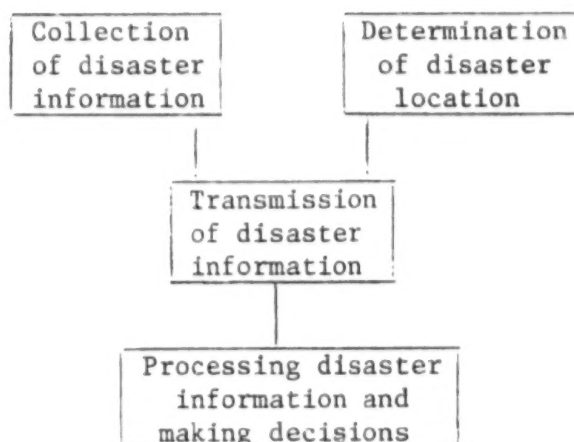 Collection
of disaster
information
Determination
of disaster
location
Transmission
of disaster
information
Processing disaster
information and
making decisions